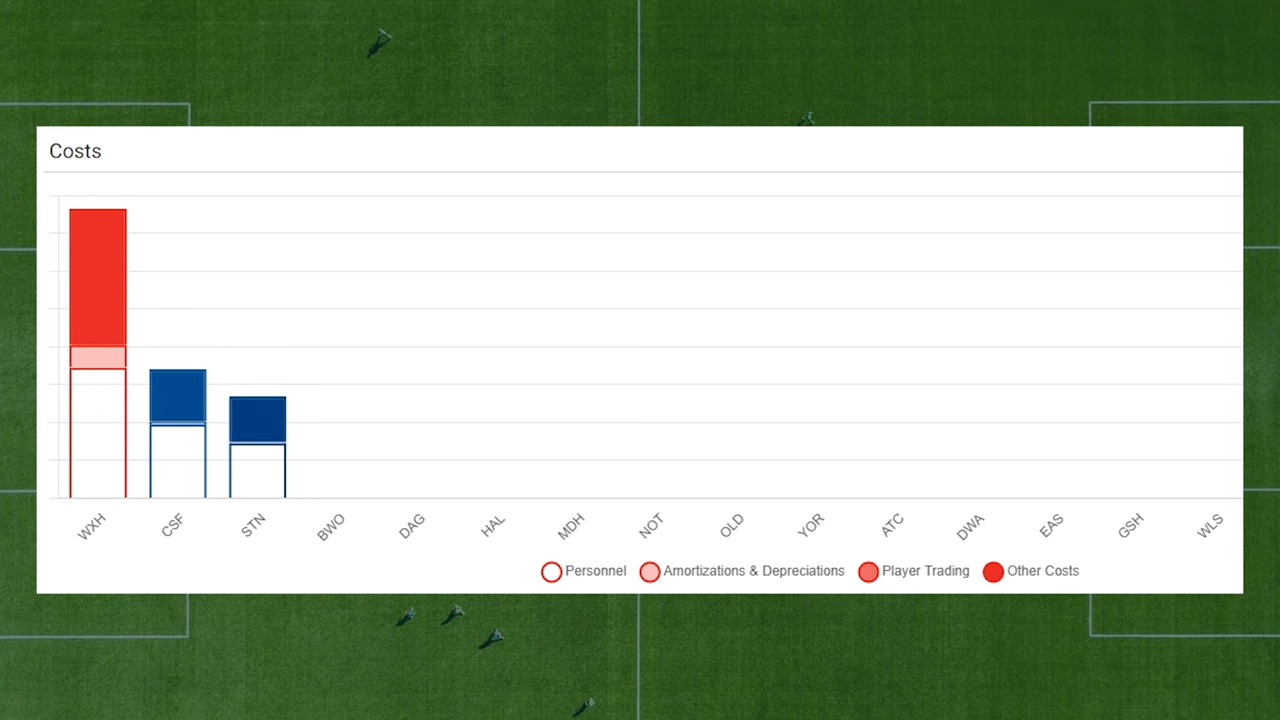 Costs
WXH CSF STN BWO DAG HAL MDH NOT OLD YOR ATC DWA EAS GSH WLS
Personnel Amortizations & Depreciations Player Trading Other Costs